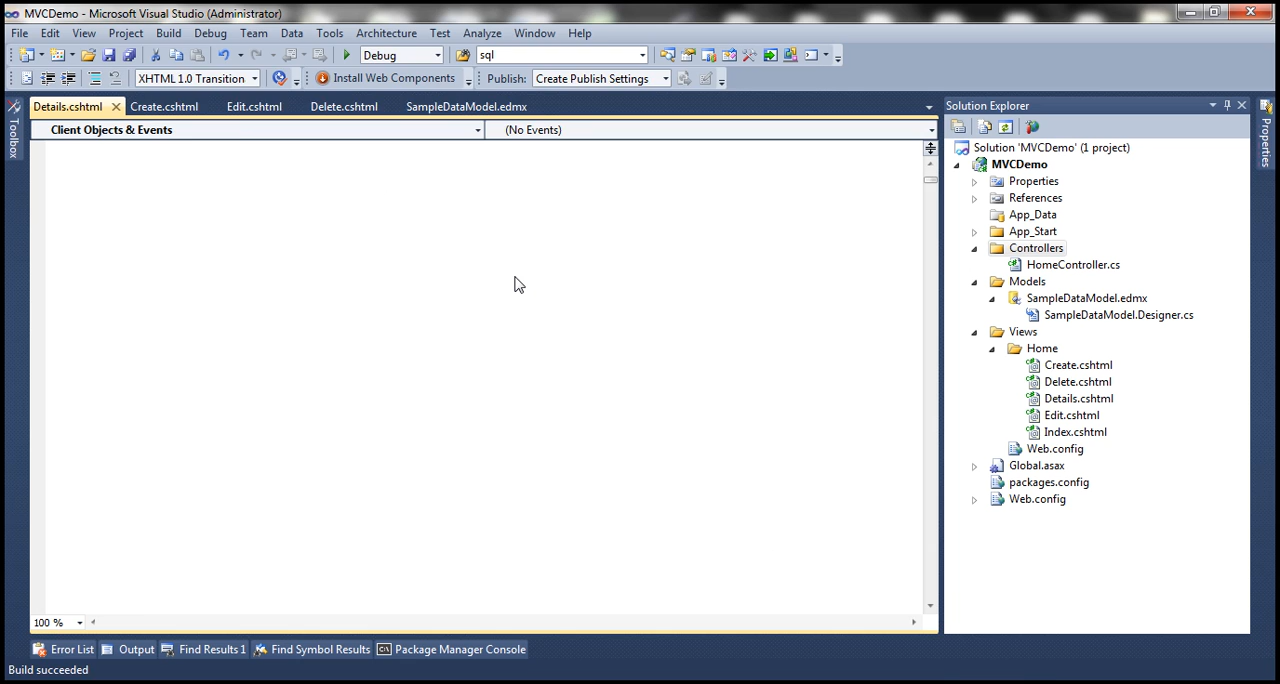 MVCDemo - Microsoft Visual Studio (Administrator)
File Edit View Project Build Debug Team Data Tools Architecture Test Analyze Window Help
Debug sql
XHTML 1.0 Transition Install Web Components Publish: Create Publish Settings
Details.cshtml Create.cshtml Edit.cshtml Delete.cshtml SampleDataModel.edmx
Client Objects & Events (No Events)
Toolbox
100 %
Solution Explorer
Solution 'MVCDemo' (1 project)
MVCDemo
Properties
References
App_Data
App_Start
Controllers
HomeController.cs
Models
SampleDataModel.edmx
SampleDataModel.Designer.cs
Views
Home
Create.cshtml
Delete.cshtml
Details.cshtml
Edit.cshtml
Index.cshtml
Web.config
Global.asax
packages.config
Web.config
Properties
Error List Output Find Results 1 Find Symbol Results Package Manager Console
Build succeeded